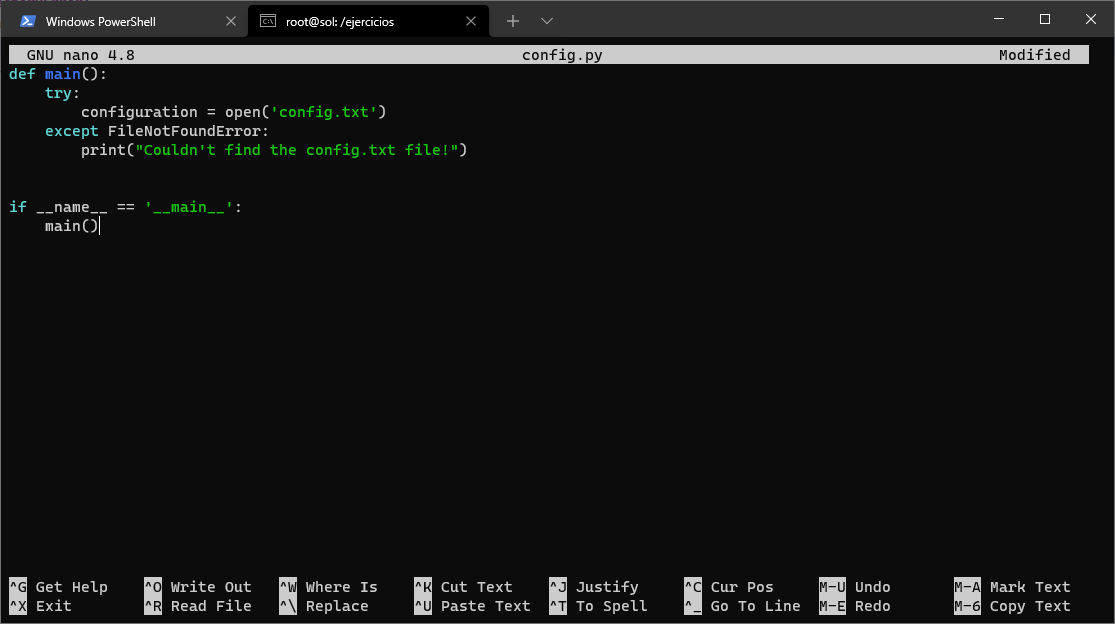 Windows PowerShell root@sol: /ejercicios
GNU nano 4.8 config.py Modified
def main():
    try:
        configuration = open('config.txt')
    except FileNotFoundError:
        print("Couldn't find the config.txt file!")
if __name__ == '__main__':
    main()
^G Get Help ^O Write Out ^W Where Is ^K Cut Text ^J Justify ^C Cur Pos M-U Undo M-A Mark Text
^X Exit ^R Read File ^\ Replace ^U Paste Text ^T To Spell ^_ Go To Line M-E Redo M-6 Copy Text